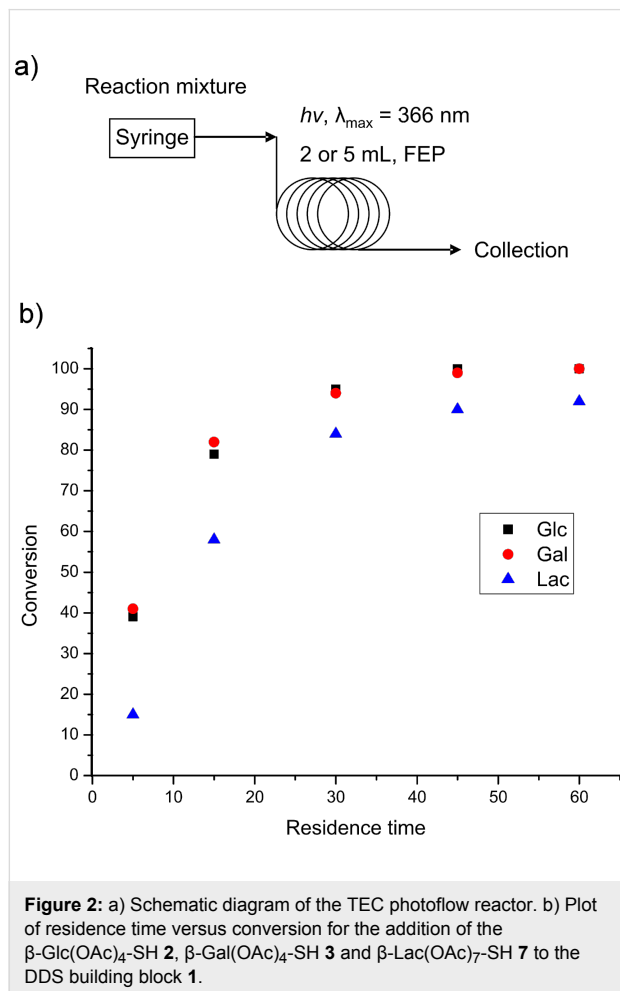 a)
Reaction mixture
Syringe
hν, λmax = 366 nm
2 or 5 mL, FEP
Collection
b)
100
90
80
70
60
50
40
30
20
10
0
Conversion
0 10 20 30 40 50 60
Residence time
Glc
Gal
Lac
Figure 2: a) Schematic diagram of the TEC photoflow reactor. b) Plot
of residence time versus conversion for the addition of the
β-Glc(OAc)4-SH 2, β-Gal(OAc)4-SH 3 and β-Lac(OAc)7-SH 7 to the
DDS building block 1.